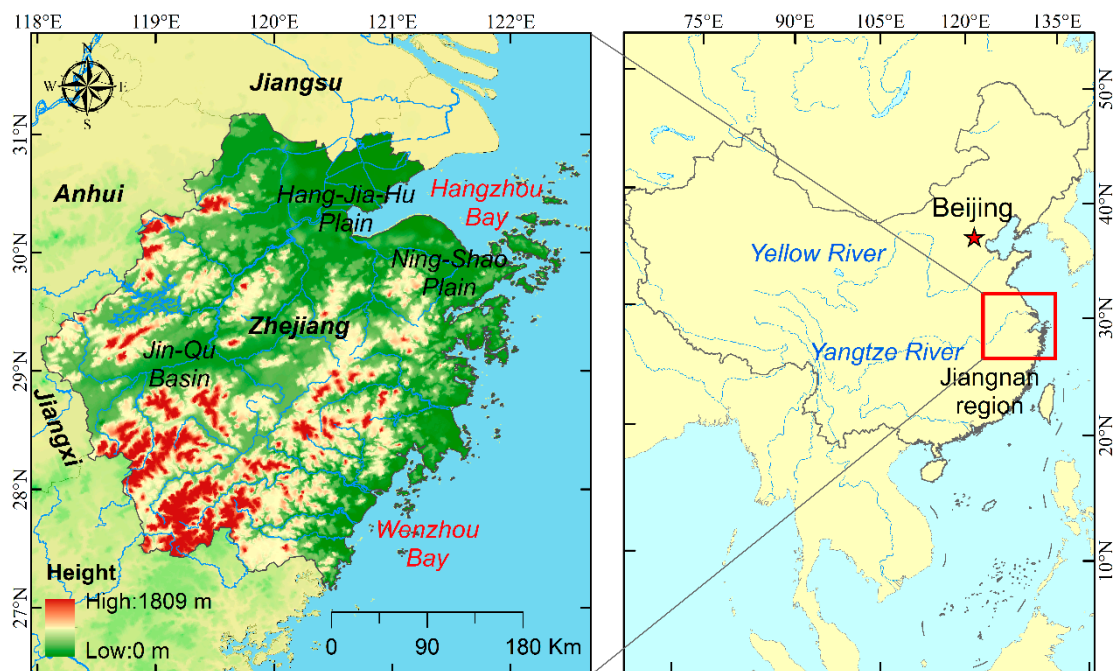 118°E 119°E 120°E 121°E 122°E
N
W E
S
31°N
30°N
29°N
28°N
27°N
Jiangsu
Anhui
Hang-Jia-Hu
Plain
Hangzhou
Bay
Ning-Shao
Plain
Zhejiang
Jin-Qu
Basin
Jiangxi
Wenzhou
Bay
Height
High:1809 m
Low:0 m
0 90 180 Km
75°E 90°E 105°E 120°E 135°E
50°N
40°N
30°N
20°N
10°N
Beijing
Yellow River
Yangtze River
Jiangnan
region